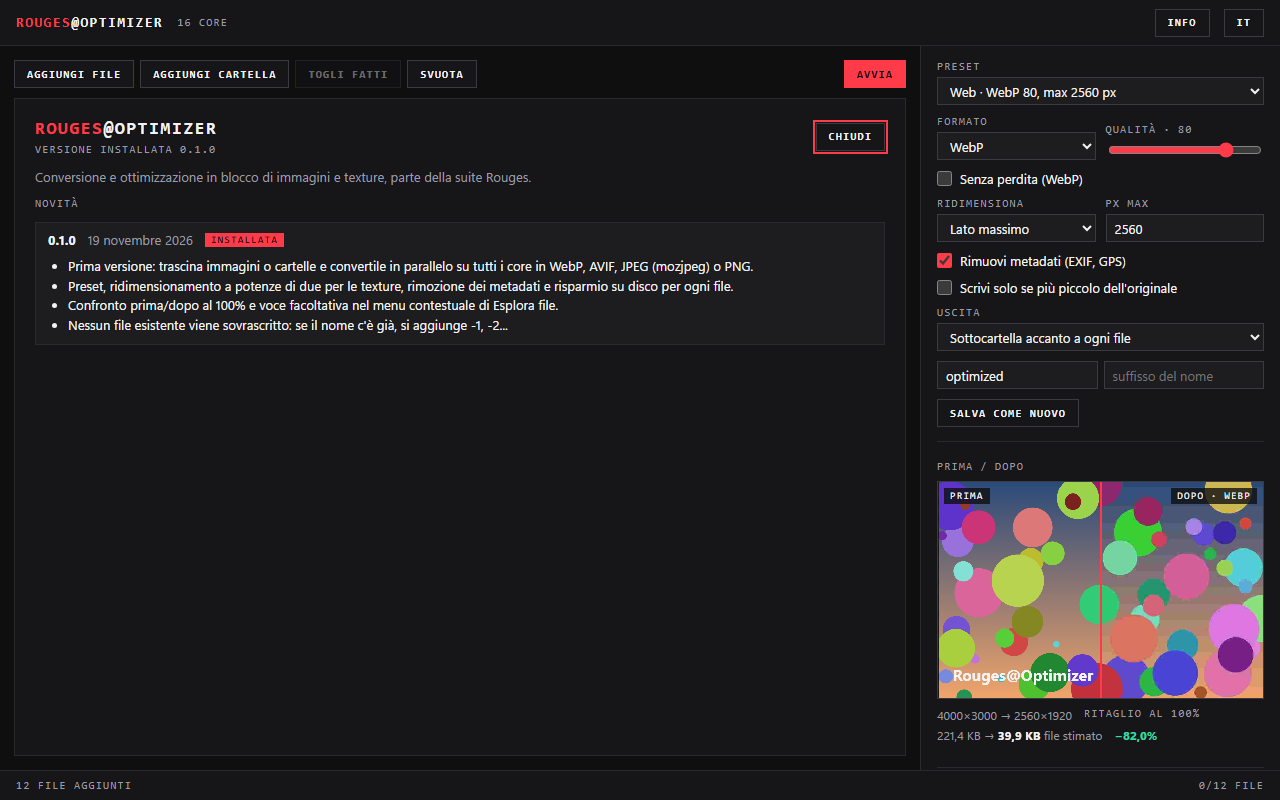 ROUGES@OPTIMIZER 16 CORE INFO IT
AGGIUNGI FILE AGGIUNGI CARTELLA TOGLI FATTI SVUOTA AVVIA
ROUGES@OPTIMIZER
VERSIONE INSTALLATA 0.1.0
CHIUDI
Conversione e ottimizzazione in blocco di immagini e texture, parte della suite Rouges.
NOVITÀ
0.1.0 19 novembre 2026 INSTALLATA
• Prima versione: trascina immagini o cartelle e convertile in parallelo su tutti i core in WebP, AVIF, JPEG (mozjpeg) o PNG.
• Preset, ridimensionamento a potenze di due per le texture, rimozione dei metadati e risparmio su disco per ogni file.
• Confronto prima/dopo al 100% e voce facoltativa nel menu contestuale di Esplora file.
• Nessun file esistente viene sovrascritto: se il nome c'è già, si aggiunge -1, -2...
PRESET
Web · WebP 80, max 2560 px
FORMATO QUALITÀ · 80
WebP
Senza perdita (WebP)
RIDIMENSIONA PX MAX
Lato massimo 2560
Rimuovi metadati (EXIF, GPS)
Scrivi solo se più piccolo dell'originale
USCITA
Sottocartella accanto a ogni file
optimized suffisso del nome
SALVA COME NUOVO
PRIMA / DOPO
PRIMA DOPO · WEBP
Rouges@Optimizer
4000×3000 → 2560×1920 RITAGLIO AL 100%
221,4 KB → 39,9 KB file stimato −82,0%
12 FILE AGGIUNTI 0/12 FILE